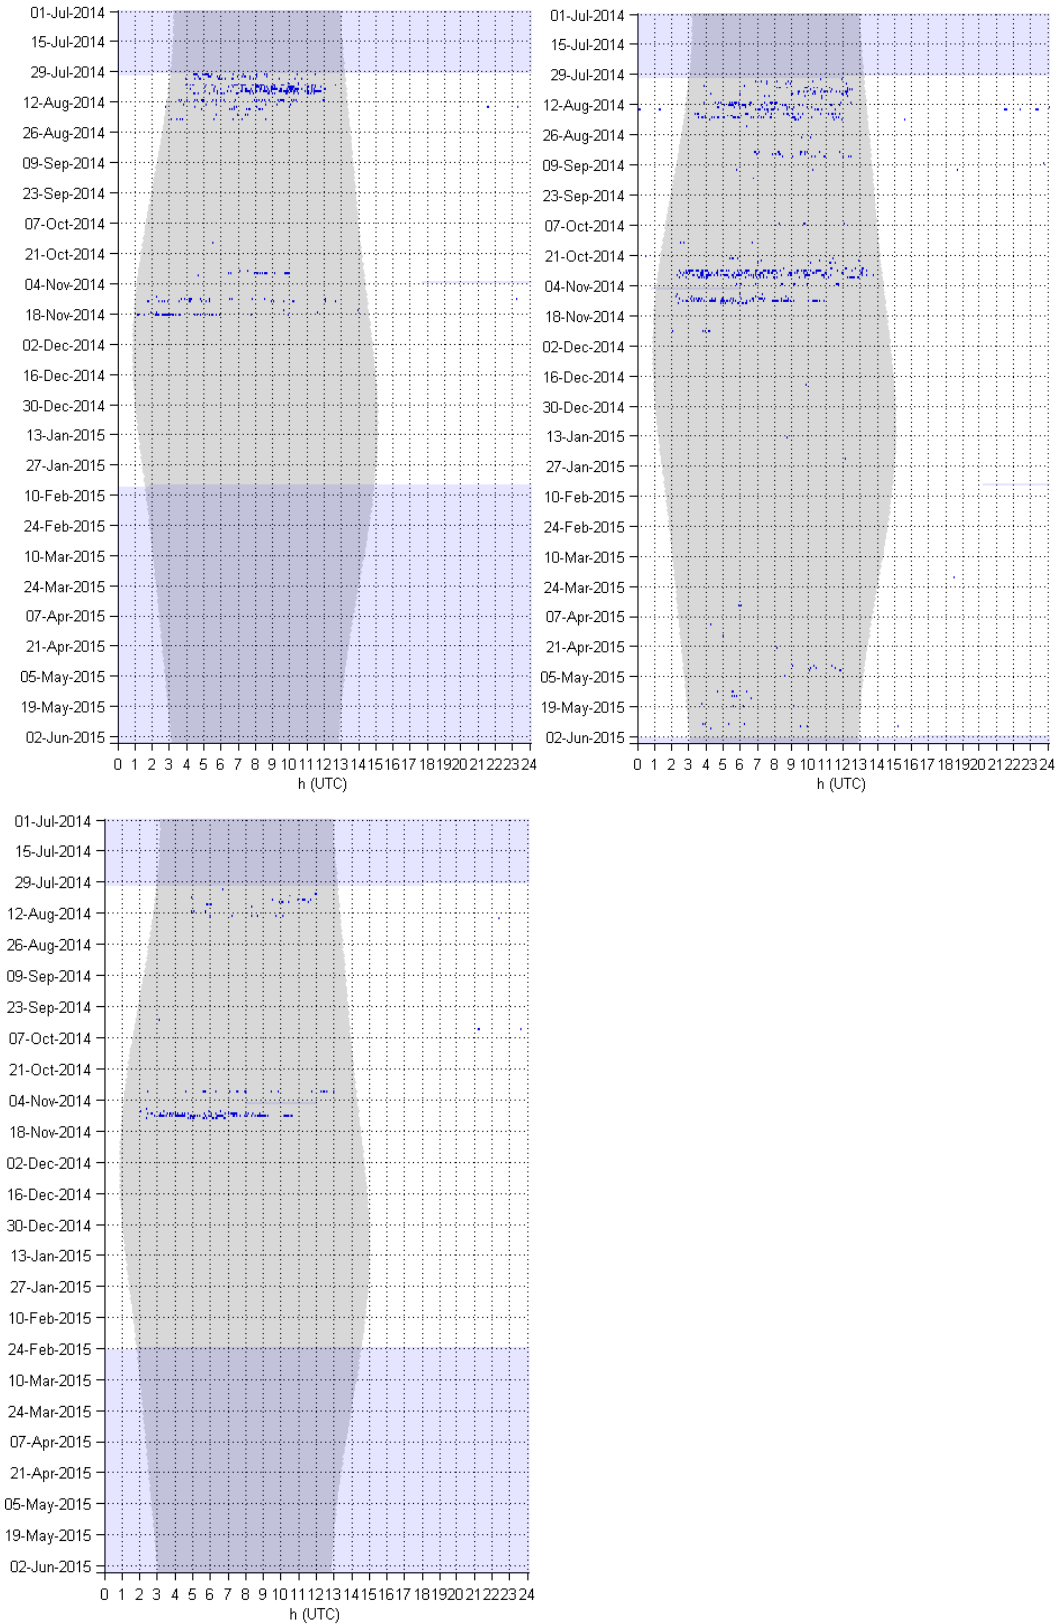 01-Jul-2014
15-Jul-2014
29-Jul-2014
12-Aug-2014
26-Aug-2014
09-Sep-2014
23-Sep-2014
07-Oct-2014
21-Oct-2014
04-Nov-2014
18-Nov-2014
02-Dec-2014
16-Dec-2014
30-Dec-2014
13-Jan-2015
27-Jan-2015
10-Feb-2015
24-Feb-2015
10-Mar-2015
24-Mar-2015
07-Apr-2015
21-Apr-2015
05-May-2015
19-May-2015
02-Jun-2015
0 1 2 3 4 5 6 7 8 9 10 11 12 13 14 15 16 17 18 19 20 21 22 23 24
h (UTC)
01-Jul-2014
15-Jul-2014
29-Jul-2014
12-Aug-2014
26-Aug-2014
09-Sep-2014
23-Sep-2014
07-Oct-2014
21-Oct-2014
04-Nov-2014
18-Nov-2014
02-Dec-2014
16-Dec-2014
30-Dec-2014
13-Jan-2015
27-Jan-2015
10-Feb-2015
24-Feb-2015
10-Mar-2015
24-Mar-2015
07-Apr-2015
21-Apr-2015
05-May-2015
19-May-2015
02-Jun-2015
0 1 2 3 4 5 6 7 8 9 10 11 12 13 14 15 16 17 18 19 20 21 22 23 24
h (UTC)
01-Jul-2014
15-Jul-2014
29-Jul-2014
12-Aug-2014
26-Aug-2014
09-Sep-2014
23-Sep-2014
07-Oct-2014
21-Oct-2014
04-Nov-2014
18-Nov-2014
02-Dec-2014
16-Dec-2014
30-Dec-2014
13-Jan-2015
27-Jan-2015
10-Feb-2015
24-Feb-2015
10-Mar-2015
24-Mar-2015
07-Apr-2015
21-Apr-2015
05-May-2015
19-May-2015
02-Jun-2015
0 1 2 3 4 5 6 7 8 9 10 11 12 13 14 15 16 17 18 19 20 21 22 23 24
h (UTC)